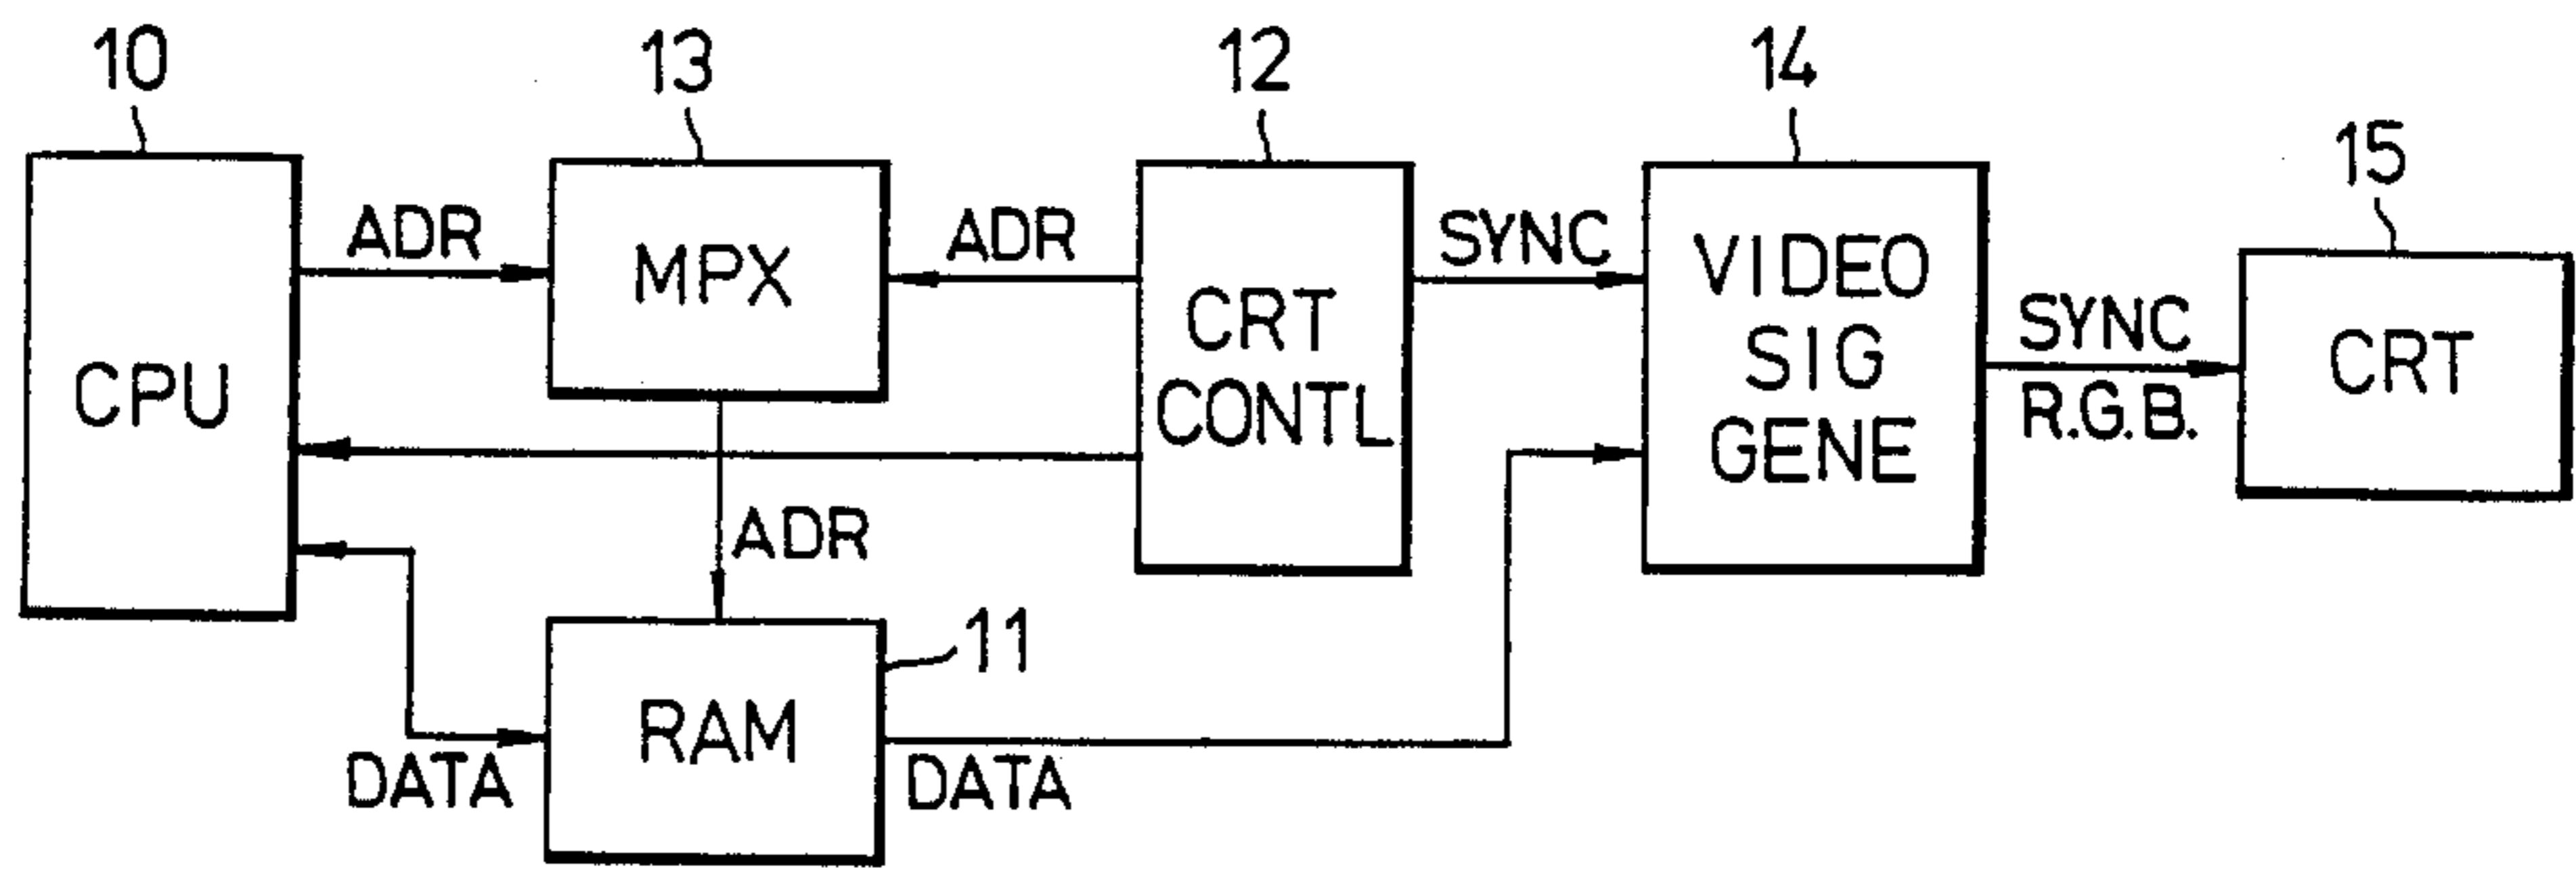 10
13
12
14
15
CPU
ADR
MPX
ADR
CRT
CONTL
SYNC
VIDEO
SIG
GENE
SYNC
R.G.B.
CRT
ADR
11
RAM
DATA
DATA